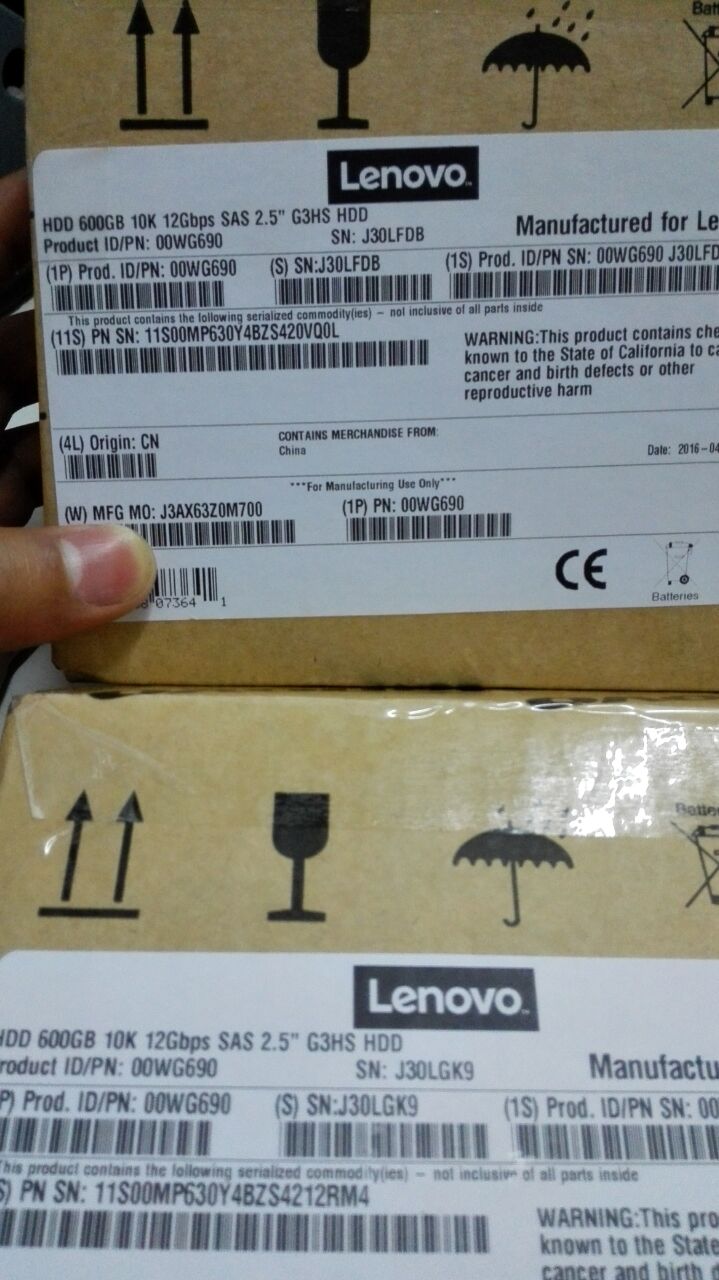 Batt
Lenovo
HDD 600GB 10K 12Gbps SAS 2.5" G3HS HDD
Product ID/PN: 00WG690 SN: J30LFDB
Manufactured for Le
(1P) Prod. ID/PN: 00WG690 (S) SN:J30LFDB (1S) Prod. ID/PN SN: 00WG690 J30LFD
This product contains the following serialized commodity(ies) – not inclusive of all parts inside
(11S) PN SN: 11S00MP630Y4BZS420VQ0L
WARNING:This product contains che
known to the State of California to ca
cancer and birth defects or other
reproductive harm
(4L) Origin: CN
CONTAINS MERCHANDISE FROM:
China
Date: 2016-04
***For Manufacturing Use Only***
(W) MFG MO: J3AX63Z0M700 (1P) PN: 00WG690
07364 1
CE
Batteries
Batte
Lenovo
HDD 600GB 10K 12Gbps SAS 2.5" G3HS HDD
roduct ID/PN: 00WG690 SN: J30LGK9
Manufactu
P) Prod. ID/PN: 00WG690 (S) SN:J30LGK9 (1S) Prod. ID/PN SN: 00
This product contains the following serialized commodity(ies) – not inclusive of all parts inside
S) PN SN: 11S00MP630Y4BZS4212RM4
WARNING:This pro
known to the State
cancer and birth d